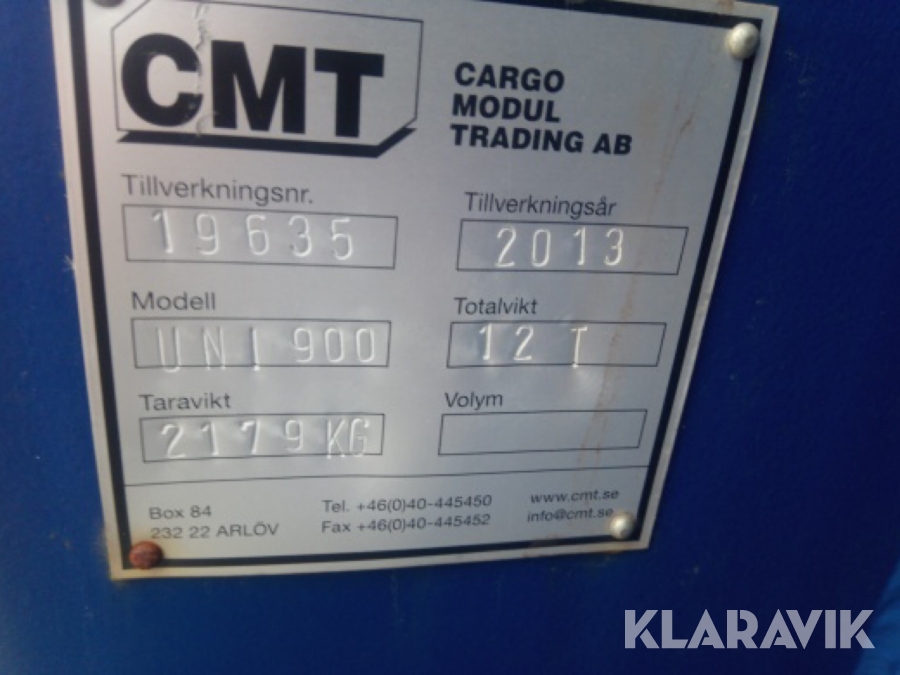 CMT
CARGO
MODUL
TRADING AB
Tillverkningsnr.
19635
Tillverkningsår
2013
Modell
UNI 900
Totalvikt
12 T
Taravikt
2179 KG
Volym
Box 84
232 22 ARLÖV
Tel. +46(0)40-445450
Fax +46(0)40-445452
www.cmt.se
info@cmt.se
KLARAVIK